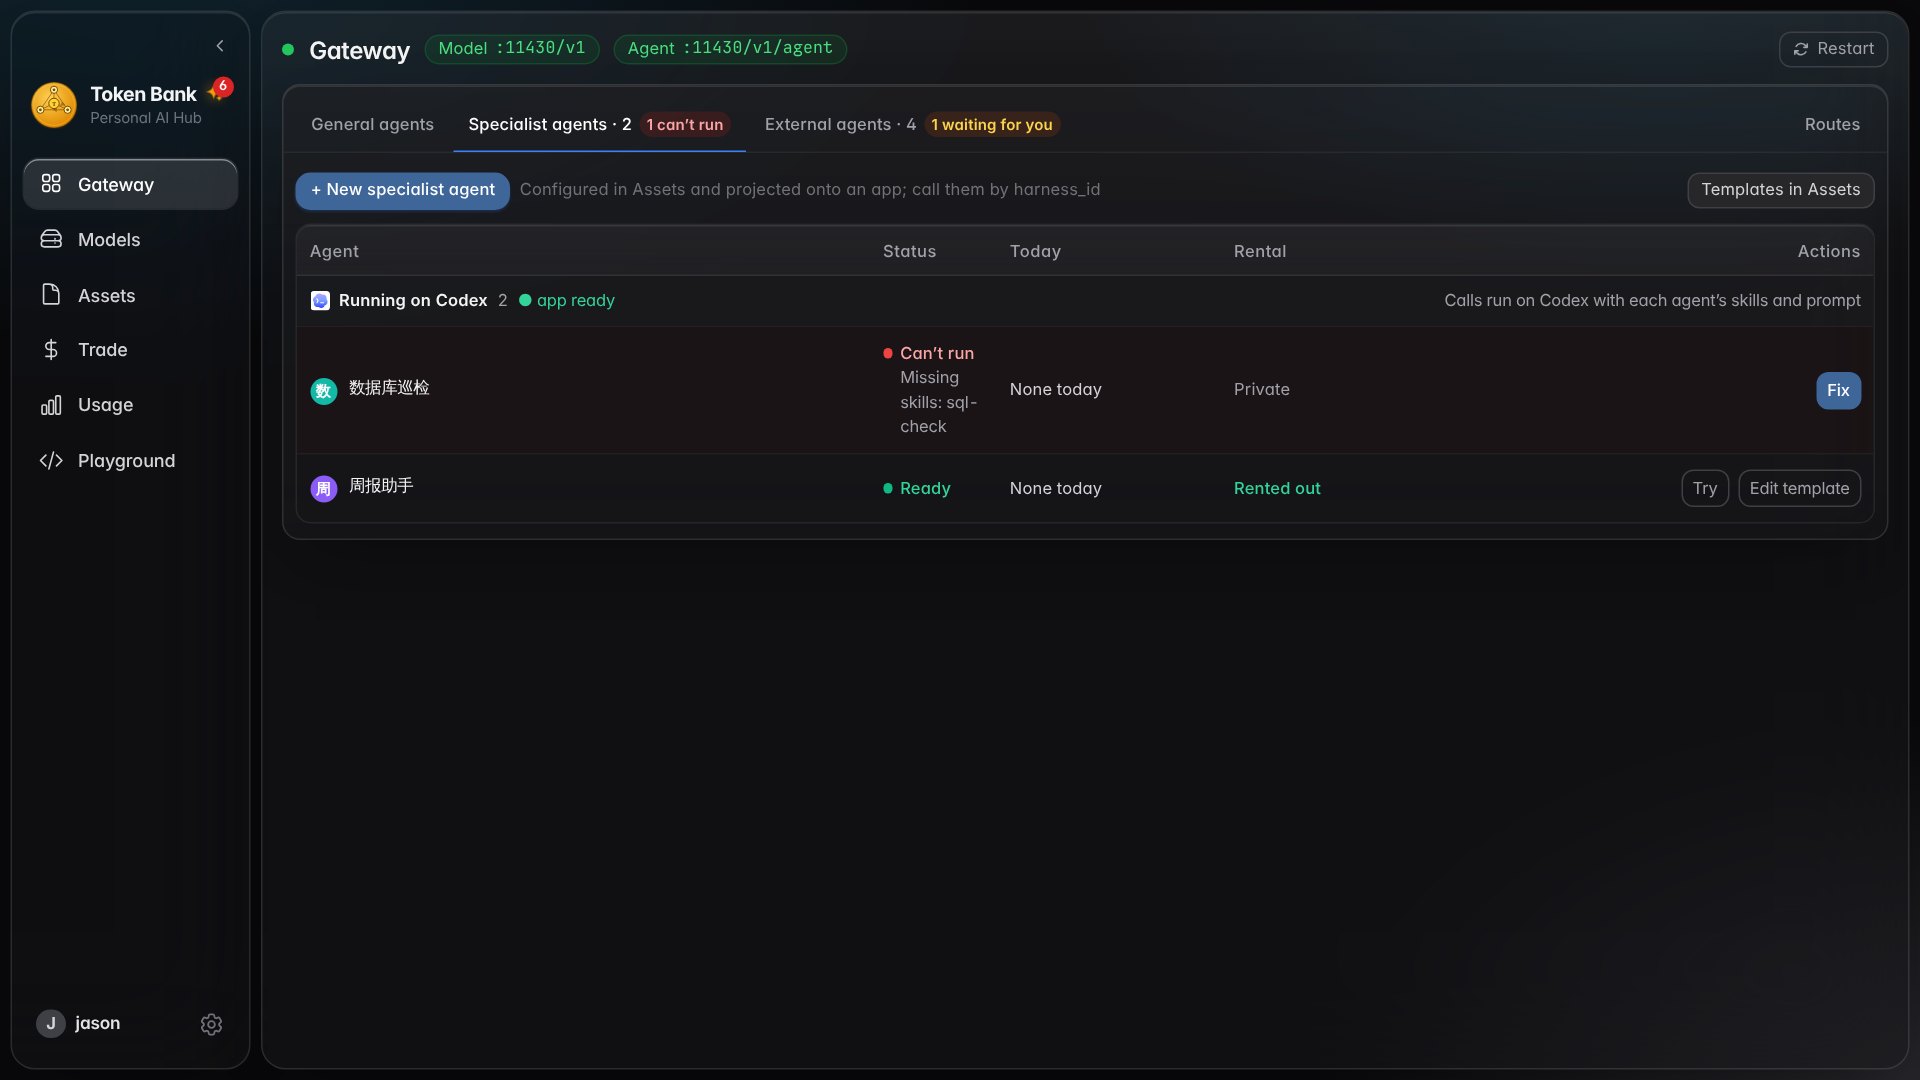 Token Bank
6
Personal AI Hub
Gateway
Models
Assets
Trade
Usage
Playground
J
jason
Gateway
Model :11430/v1
Agent :11430/v1/agent
Restart
General agents
Specialist agents · 2
1 can’t run
External agents · 4
1 waiting for you
Routes
+ New specialist agent
Configured in Assets and projected onto an app; call them by harness_id
Templates in Assets
Agent
Status
Today
Rental
Actions
Running on Codex 2
app ready
Calls run on Codex with each agent’s skills and prompt
数
数据库巡检
Can’t run
Missing
skills: sql-
check
None today
Private
Fix
周
周报助手
Ready
None today
Rented out
Try
Edit template